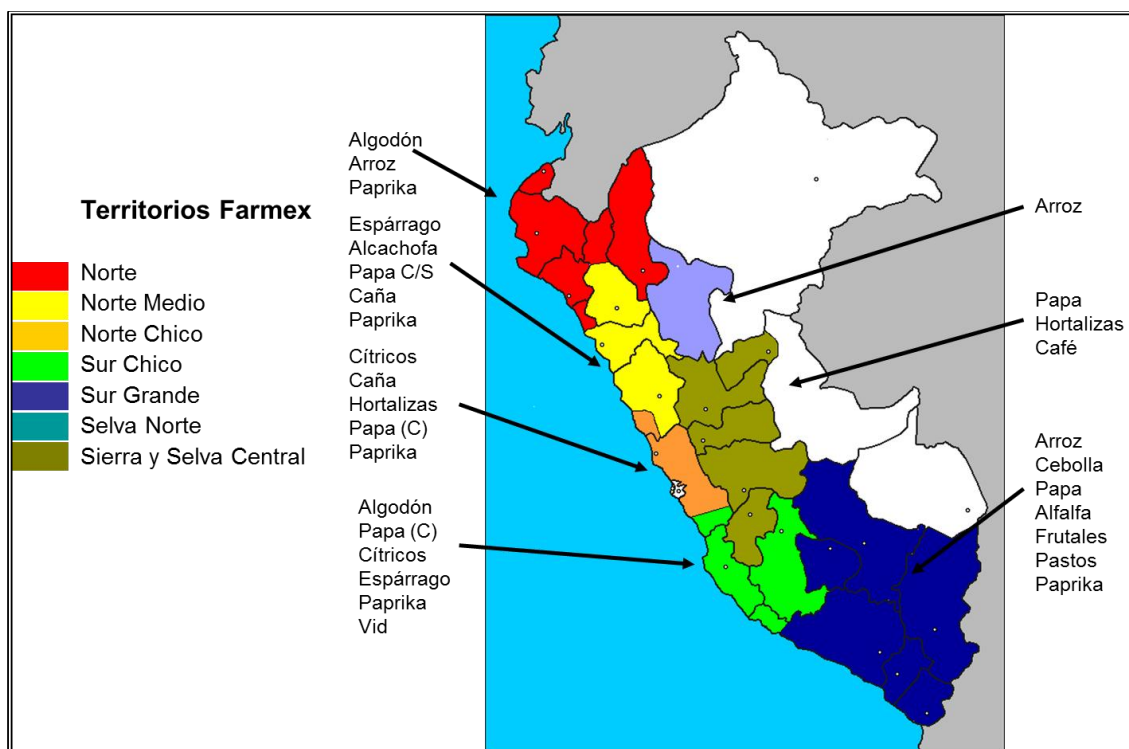 Territorios Farmex
Norte
Norte Medio
Norte Chico
Sur Chico
Sur Grande
Selva Norte
Sierra y Selva Central
Algodón
Arroz
Paprika
Espárrago
Alcachofa
Papa C/S
Caña
Paprika
Cítricos
Caña
Hortalizas
Papa (C)
Paprika
Algodón
Papa (C)
Cítricos
Espárrago
Paprika
Vid
Arroz
Papa
Hortalizas
Café
Arroz
Cebolla
Papa
Alfalfa
Frutales
Pastos
Paprika